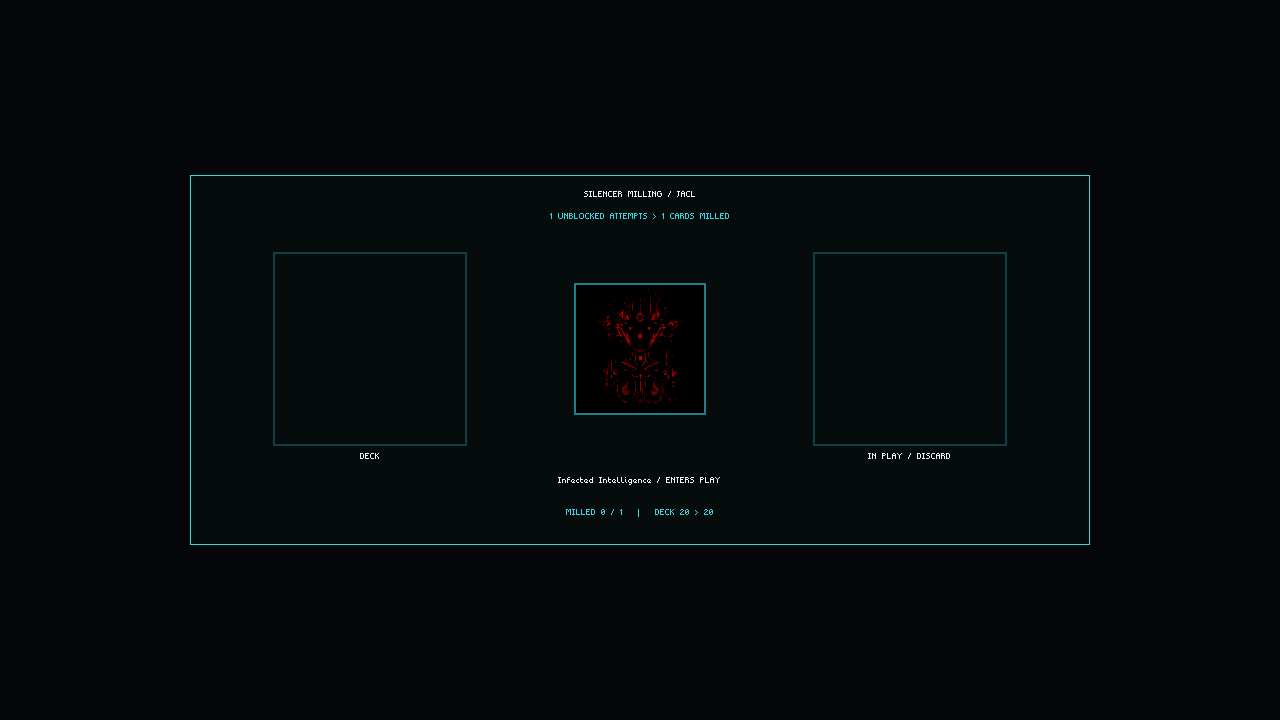 SILENCER MILLING / JACL
1 UNBLOCKED ATTEMPTS > 1 CARDS MILLED
DECK
IN PLAY / DISCARD
Infected Intelligence / ENTERS PLAY
MILLED 0 / 1 | DECK 20 > 20